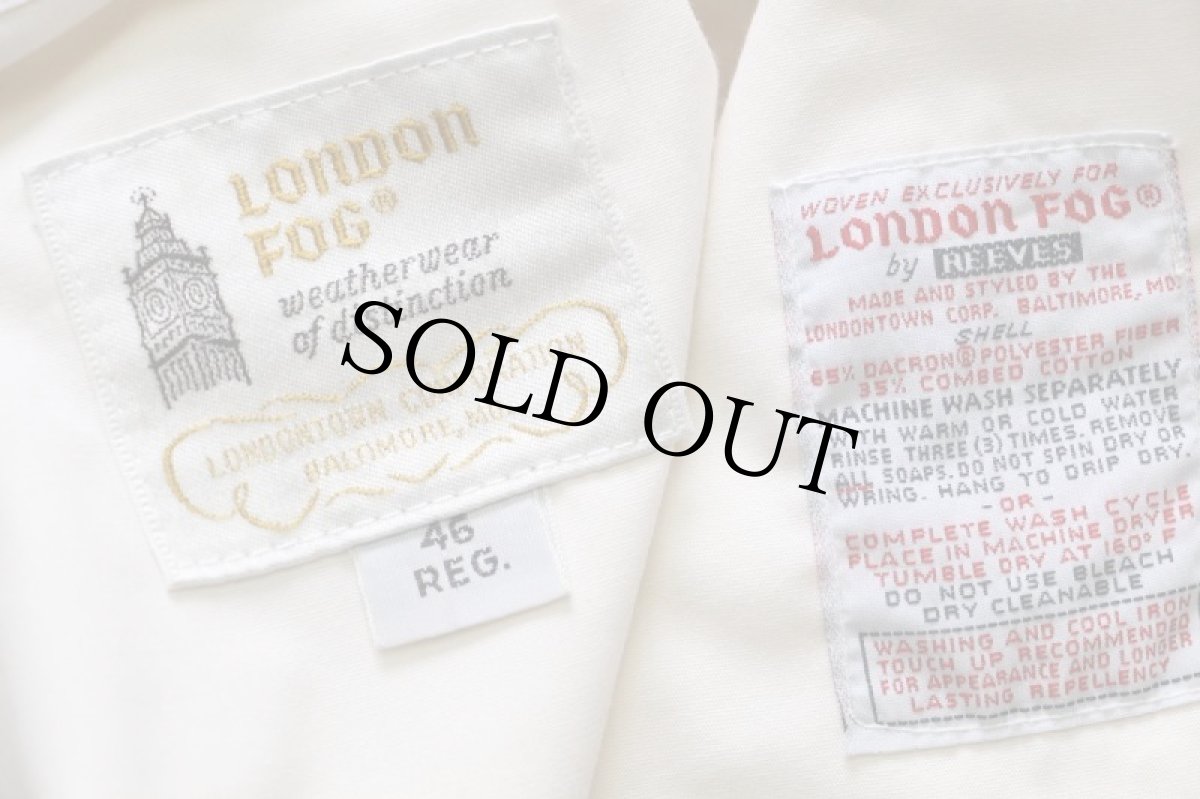 LONDON
FOG®
weatherwear
of distinction
LONDONTOWN CORPORATION
BALTIMORE, MD.
46
REG.
SOLD OUT
WOVEN EXCLUSIVELY FOR
LONDON FOG®
by REEVES
MADE AND STYLED BY THE
LONDONTOWN CORP. BALTIMORE, MD.
SHELL
65% DACRON® POLYESTER FIBER
35% COMBED COTTON
MACHINE WASH SEPARATELY
WITH WARM OR COLD WATER
RINSE THREE (3) TIMES. REMOVE
ALL SOAPS. DO NOT SPIN DRY OR
WRING. HANG TO DRIP DRY.
- OR -
COMPLETE WASH CYCLE
PLACE IN MACHINE DRYER
TUMBLE DRY AT 160° F
DO NOT USE BLEACH
DRY CLEANABLE
WASHING AND COOL IRON
TOUCH UP RECOMMENDED
FOR APPEARANCE AND LONGER
LASTING REPELLENCY